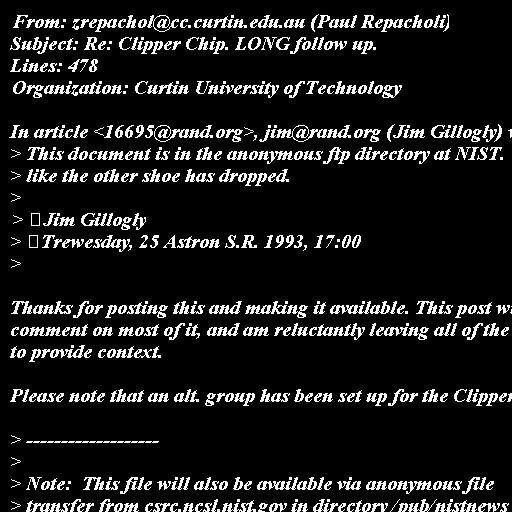 From: zrepachol@cc.curtin.edu.au (Paul Repacholi)
Subject: Re: Clipper Chip. LONG follow up.
Lines: 478
Organization: Curtin University of Technology
In article <16695@rand.org>, jim@rand.org (Jim Gillogly)
> This document is in the anonymous ftp directory at NIST.
> like the other shoe has dropped.
>
> Jim Gillogly
> Trewesday, 25 Astron S.R. 1993, 17:00
>
Thanks for posting this and making it available. This post
comment on most of it, and am reluctantly leaving all of the
to provide context.
Please note that an alt. group has been set up for the Clipper
> --------------------
>
> Note:  This file will also be available via anonymous file
> transfer from csrc.ncsl.nist.gov in directory /pub/nistnews